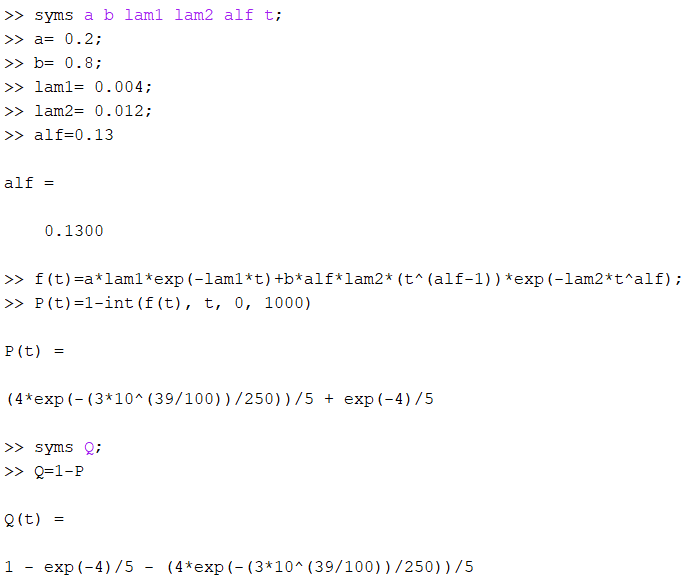 >> syms a b lam1 lam2 alf t;
>> a= 0.2;
>> b= 0.8;
>> lam1= 0.004;
>> lam2= 0.012;
>> alf=0.13
alf =
0.1300
>> f(t)=a*lam1*exp(-lam1*t)+b*alf*lam2*(t^(alf-1))*exp(-lam2*t^alf);
>> P(t)=1-int(f(t), t, 0, 1000)
P(t) =
(4*exp(-(3*10^(39/100))/250))/5 + exp(-4)/5
>> syms Q;
>> Q=1-P
Q(t) =
1 - exp(-4)/5 - (4*exp(-(3*10^(39/100))/250))/5